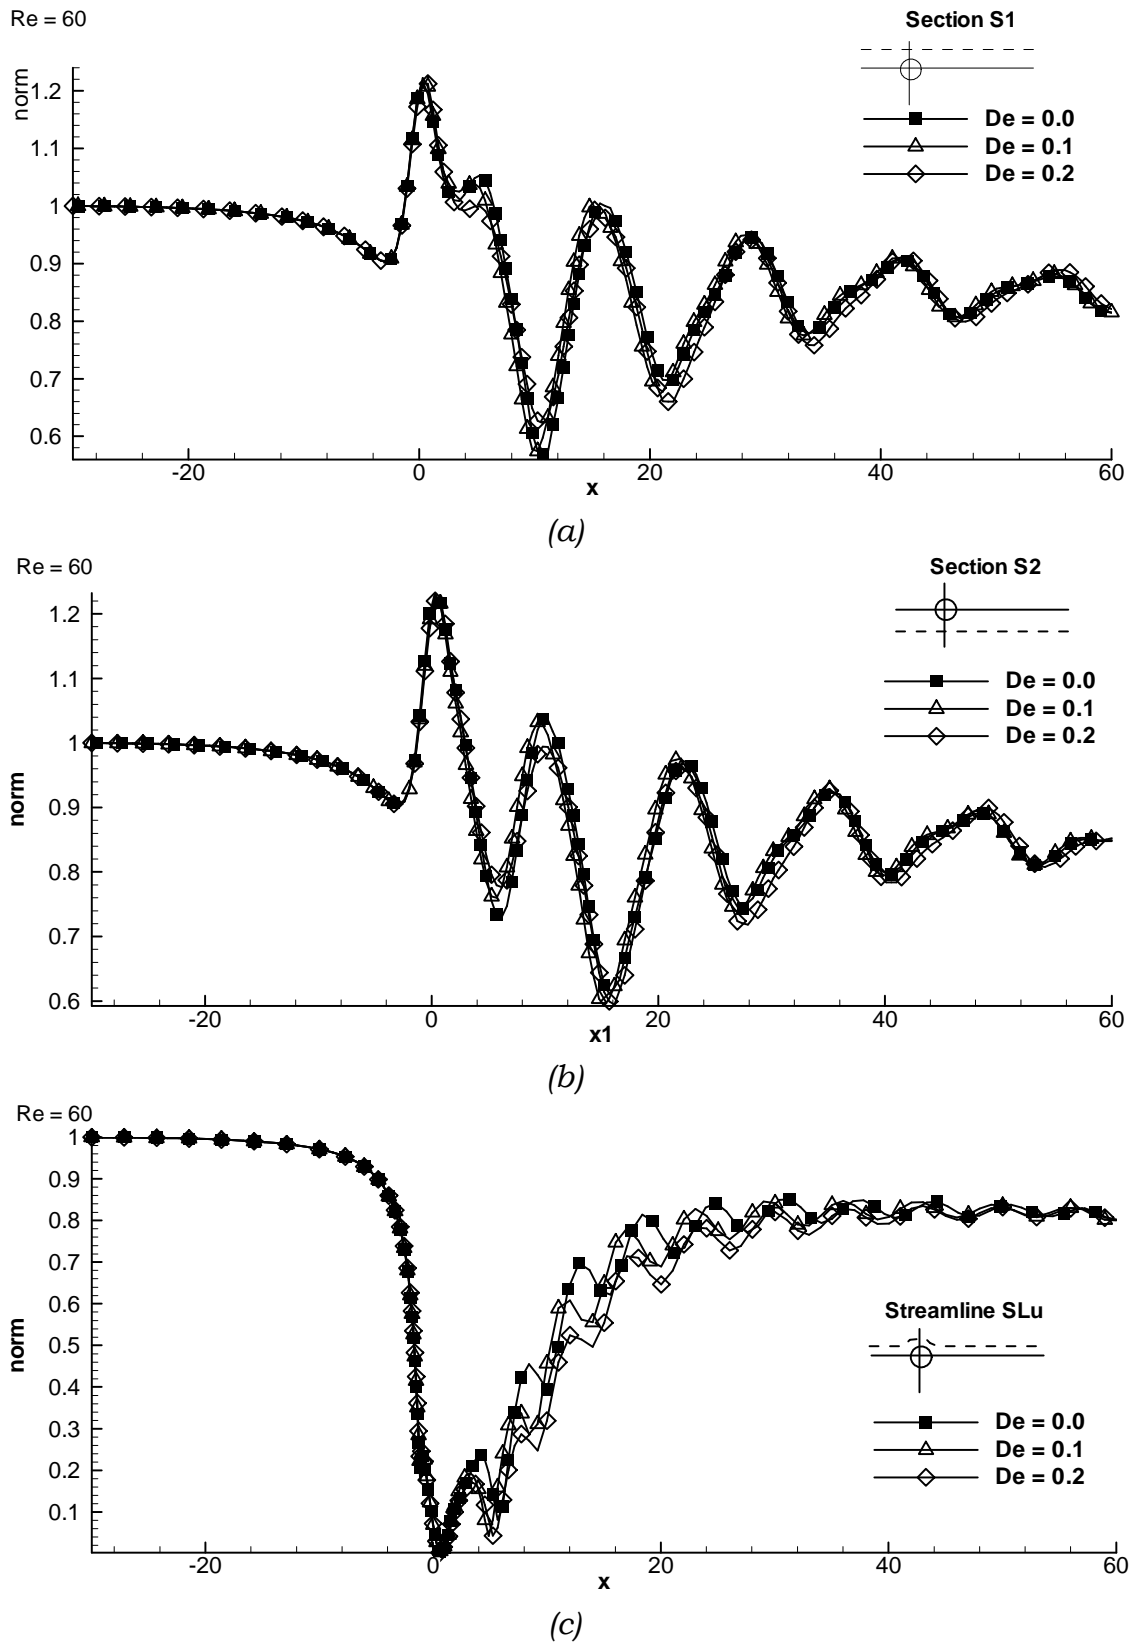 Re = 60
Section S1
norm
1.2
1.1
1
0.9
0.8
0.7
0.6
De = 0.0
De = 0.1
De = 0.2
-20 0 20 40 60
x
(a)
Re = 60
Section S2
norm
1.2
1.1
1
0.9
0.8
0.7
0.6
De = 0.0
De = 0.1
De = 0.2
-20 0 20 40 60
x1
(b)
Re = 60
norm
1
0.9
0.8
0.7
0.6
0.5
0.4
0.3
0.2
0.1
Streamline SLu
De = 0.0
De = 0.1
De = 0.2
-20 0 20 40 60
x
(c)